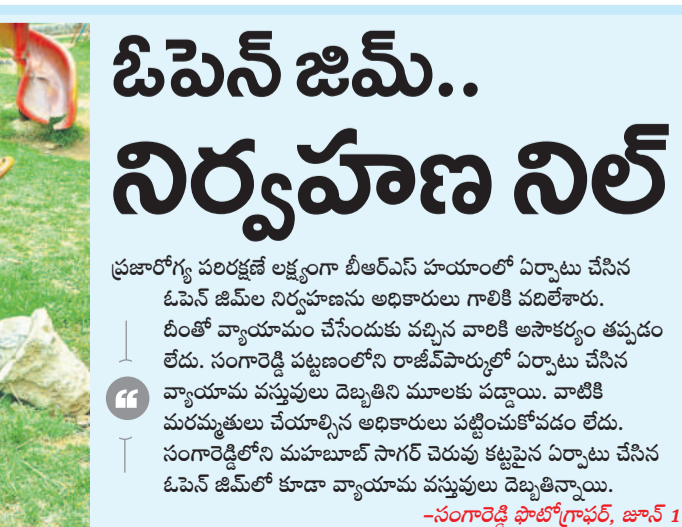 ఓపెన్ జిమ్..
నిర్వహణ నిల్
ప్రజారోగ్య పరిరక్షణే లక్ష్యంగా బీఆర్ఎస్ హయాంలో ఏర్పాటు చేసిన
ఓపెన్ జిమ్‌ల నిర్వహణను అధికారులు గాలికి వదిలేశారు.
దీంతో వ్యాయామం చేసేందుకు వచ్చిన వారికి అసౌకర్యం తప్పడం
లేదు. సంగారెడ్డి పట్టణంలోని రాజీవ్‌పార్కులో ఏర్పాటు చేసిన
వ్యాయామ వస్తువులు దెబ్బతిని మూలకు పడ్డాయి. వాటికి
మరమ్మతులు చేయాల్సిన అధికారులు పట్టించుకోవడం లేదు.
సంగారెడ్డిలోని మహబూబ్ సాగర్ చెరువు కట్టపైన ఏర్పాటు చేసిన
ఓపెన్ జిమ్‌లో కూడా వ్యాయామ వస్తువులు దెబ్బతిన్నాయి.
–సంగారెడ్డి ఫొటోగ్రాఫర్, జూన్ 1